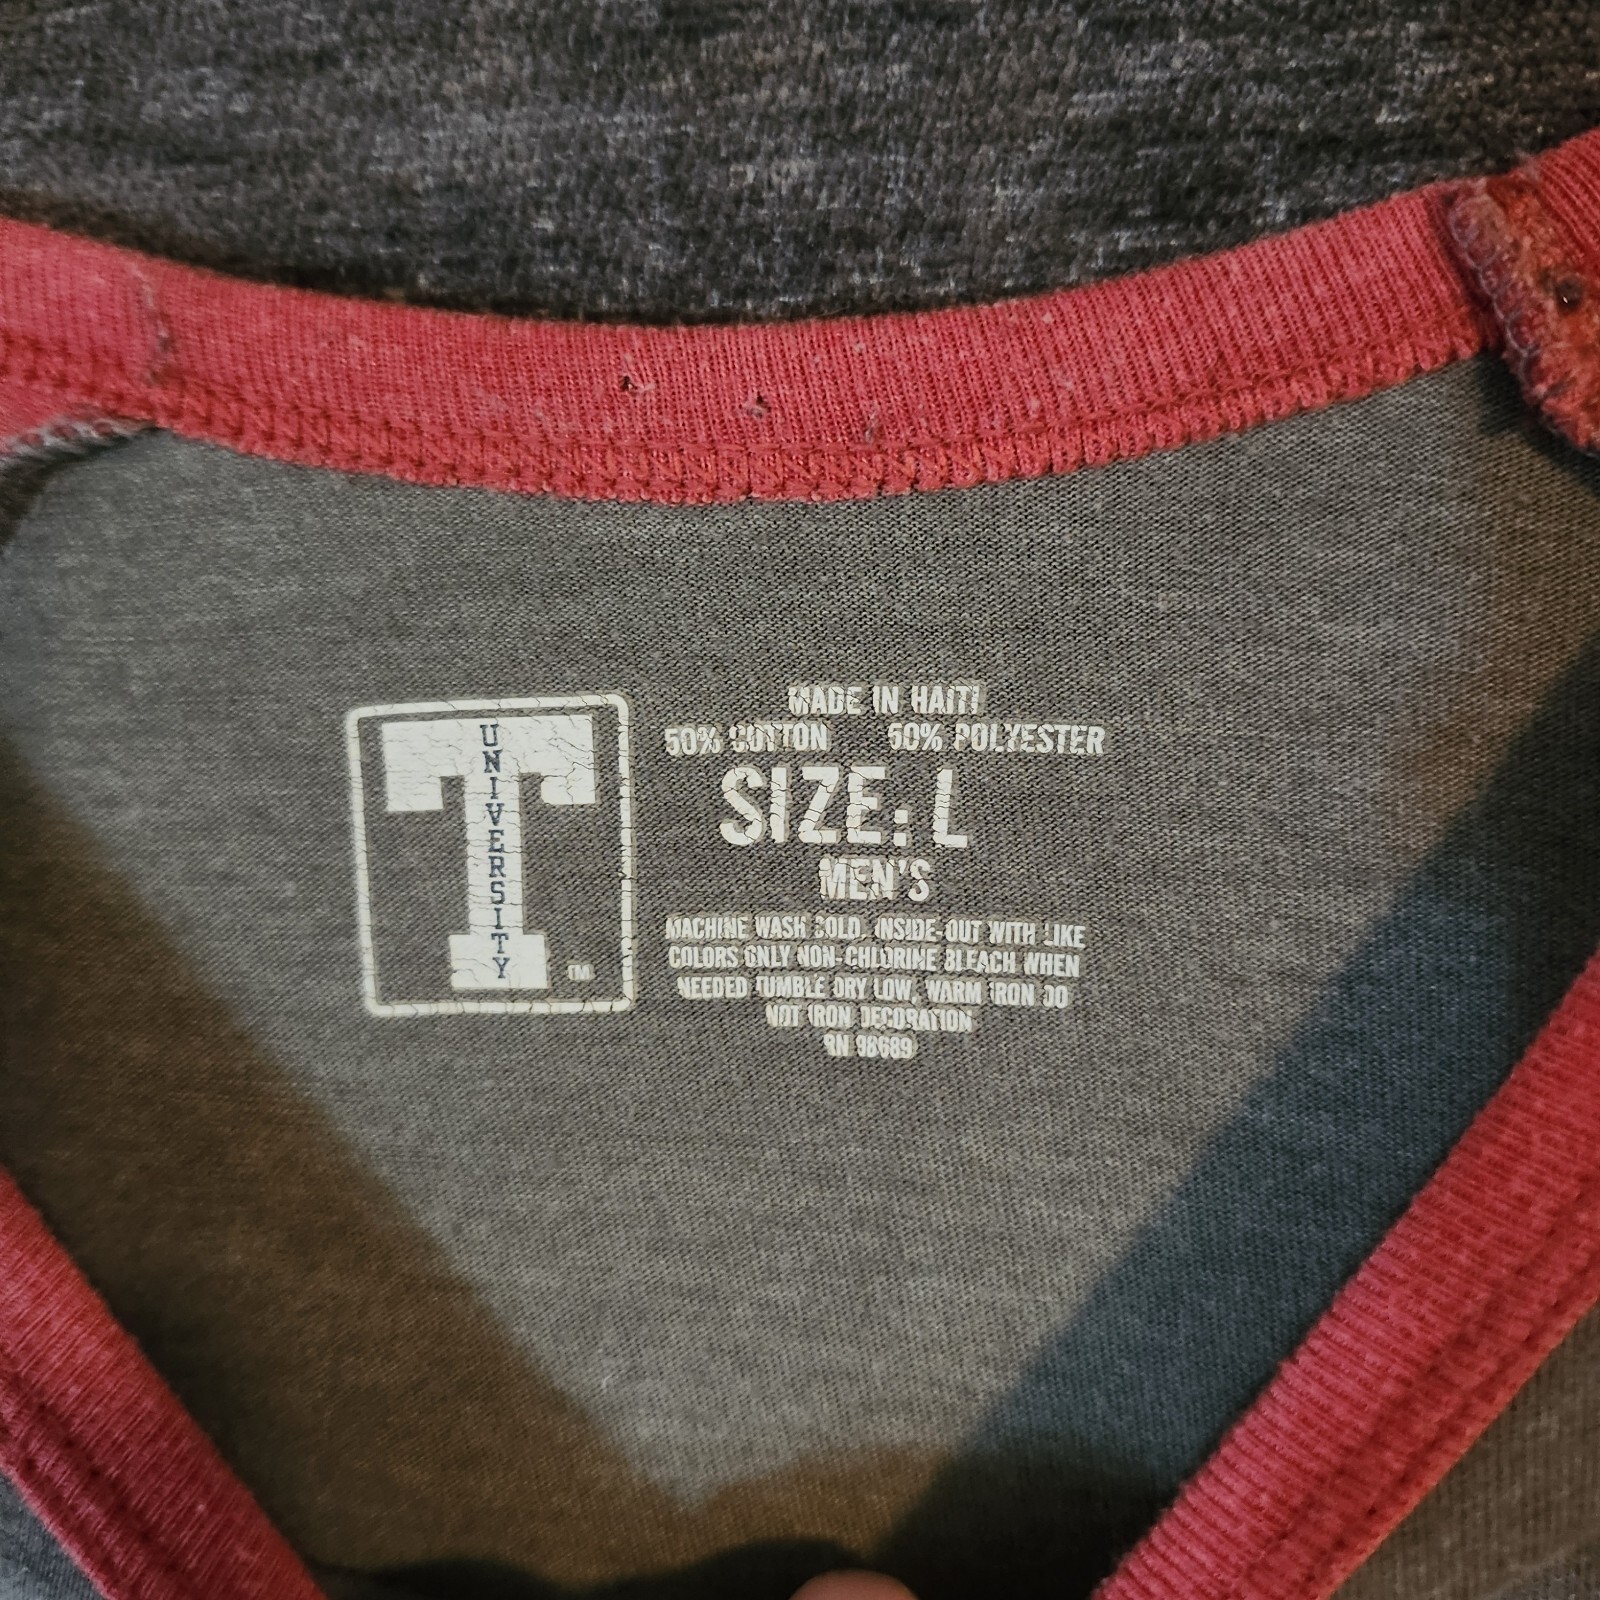 UNIVERSITY
T
TM
MADE IN HAITI
50% COTTON 50% POLYESTER
SIZE: L
MEN'S
MACHINE WASH COLD, INSIDE-OUT WITH LIKE
COLORS ONLY NON-CHLORINE BLEACH WHEN
NEEDED TUMBLE DRY LOW, WARM IRON DO
NOT IRON DECORATION
RN